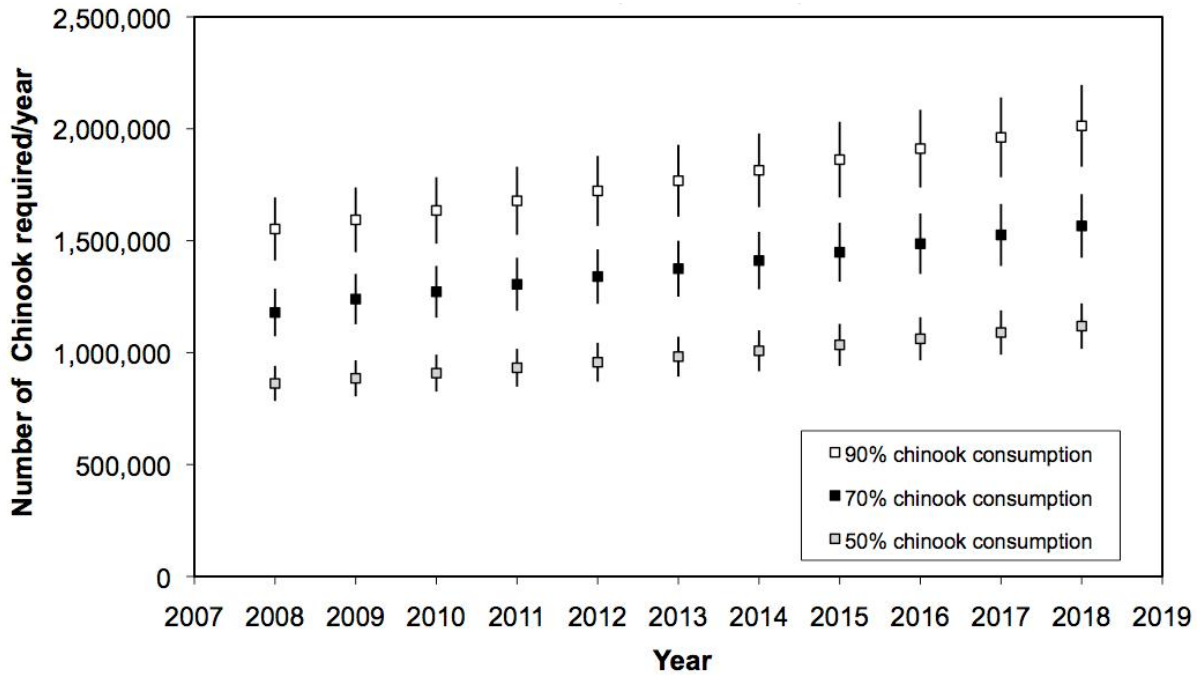 2,500,000
2,000,000
1,500,000
1,000,000
500,000
0
Number of Chinook required/year
90% chinook consumption
70% chinook consumption
50% chinook consumption
2007 2008 2009 2010 2011 2012 2013 2014 2015 2016 2017 2018 2019
Year